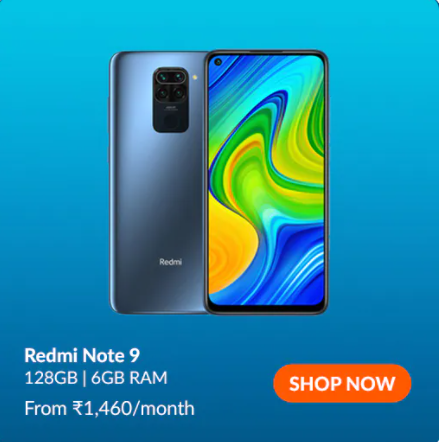 Redmi
Redmi Note 9
128GB | 6GB RAM
From ₹1,460/month
SHOP NOW